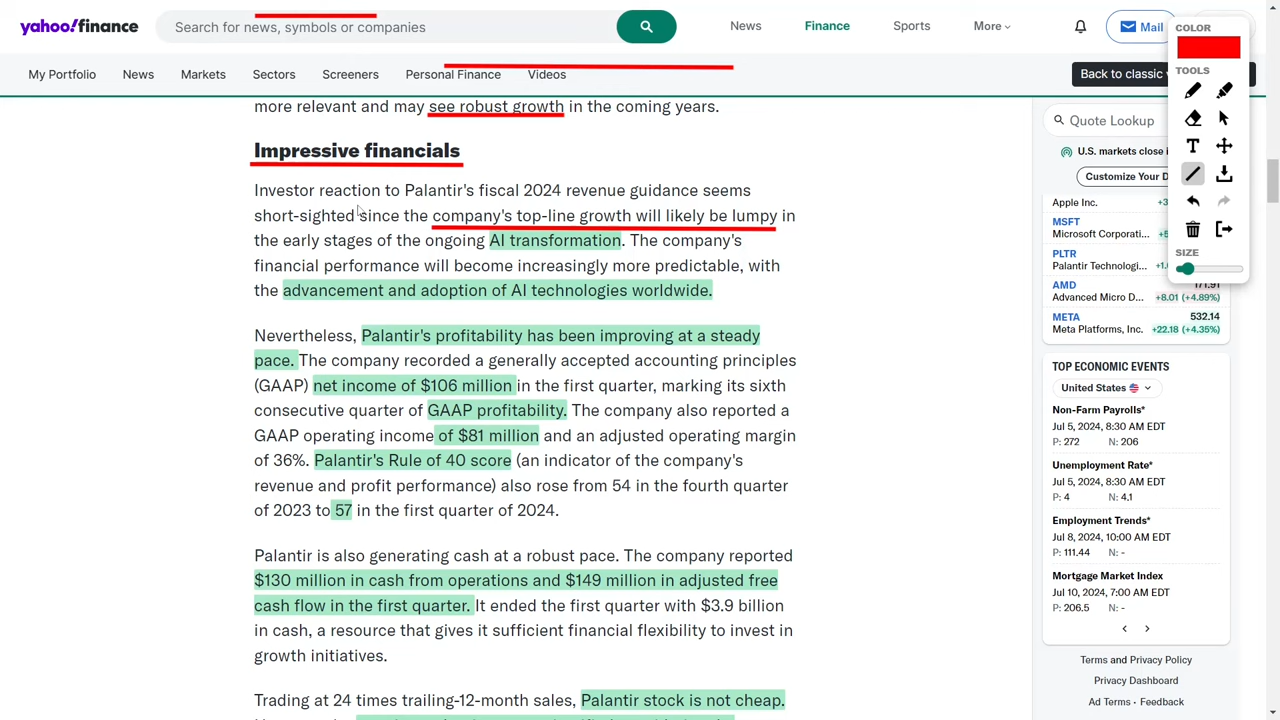 yahoo!finance
Search for news, symbols or companies
News
Finance
Sports
More
Mail
COLOR
TOOLS
T
SIZE
My Portfolio
News
Markets
Sectors
Screeners
Personal Finance
Videos
Back to classic
more relevant and may see robust growth in the coming years.
Impressive financials
Investor reaction to Palantir's fiscal 2024 revenue guidance seems
short-sighted since the company's top-line growth will likely be lumpy in
the early stages of the ongoing AI transformation. The company's
financial performance will become increasingly more predictable, with
the advancement and adoption of AI technologies worldwide.
Nevertheless, Palantir's profitability has been improving at a steady
pace. The company recorded a generally accepted accounting principles
(GAAP) net income of $106 million in the first quarter, marking its sixth
consecutive quarter of GAAP profitability. The company also reported a
GAAP operating income of $81 million and an adjusted operating margin
of 36%. Palantir's Rule of 40 score (an indicator of the company's
revenue and profit performance) also rose from 54 in the fourth quarter
of 2023 to 57 in the first quarter of 2024.
Palantir is also generating cash at a robust pace. The company reported
$130 million in cash from operations and $149 million in adjusted free
cash flow in the first quarter. It ended the first quarter with $3.9 billion
in cash, a resource that gives it sufficient financial flexibility to invest in
growth initiatives.
Trading at 24 times trailing-12-month sales, Palantir stock is not cheap.
Quote Lookup
U.S. markets close i
Customize Your D
Apple Inc. +3
MSFT
Microsoft Corporati... +5
PLTR
Palantir Technologi... +1.
AMD 171.91
Advanced Micro D... +8.01 (+4.89%)
META 532.14
Meta Platforms, Inc. +22.18 (+4.35%)
TOP ECONOMIC EVENTS
United States
Non-Farm Payrolls*
Jul 5, 2024, 8:30 AM EDT
P: 272 N: 206
Unemployment Rate*
Jul 5, 2024, 8:30 AM EDT
P: 4 N: 4.1
Employment Trends*
Jul 8, 2024, 10:00 AM EDT
P: 111.44 N: -
Mortgage Market Index
Jul 10, 2024, 7:00 AM EDT
P: 206.5 N: -
Terms and Privacy Policy
Privacy Dashboard
Ad Terms • Feedback